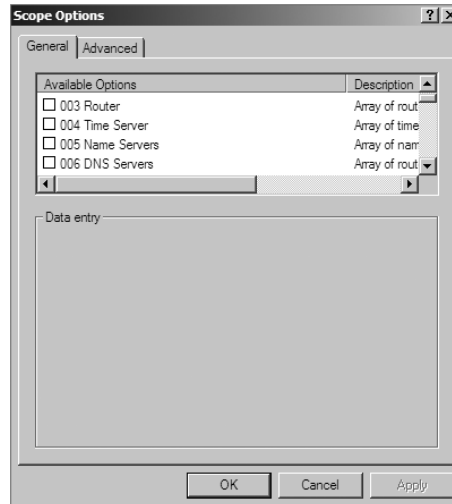 Scope Options
General Advanced
Available Options Description
003 Router Array of rout
004 Time Server Array of time
005 Name Servers Array of nam
006 DNS Servers Array of rout
Data entry
OK Cancel Apply